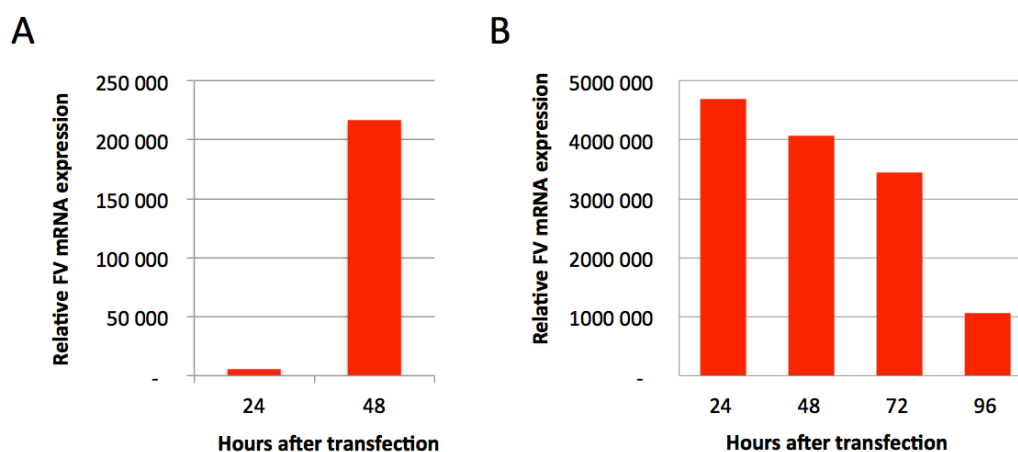 A
Relative FV mRNA expression
250 000
200 000
150 000
100 000
50 000
-
24 48
Hours after transfection
B
Relative FV mRNA expression
5000 000
4000 000
3000 000
2000 000
1000 000
-
24 48 72 96
Hours after transfection